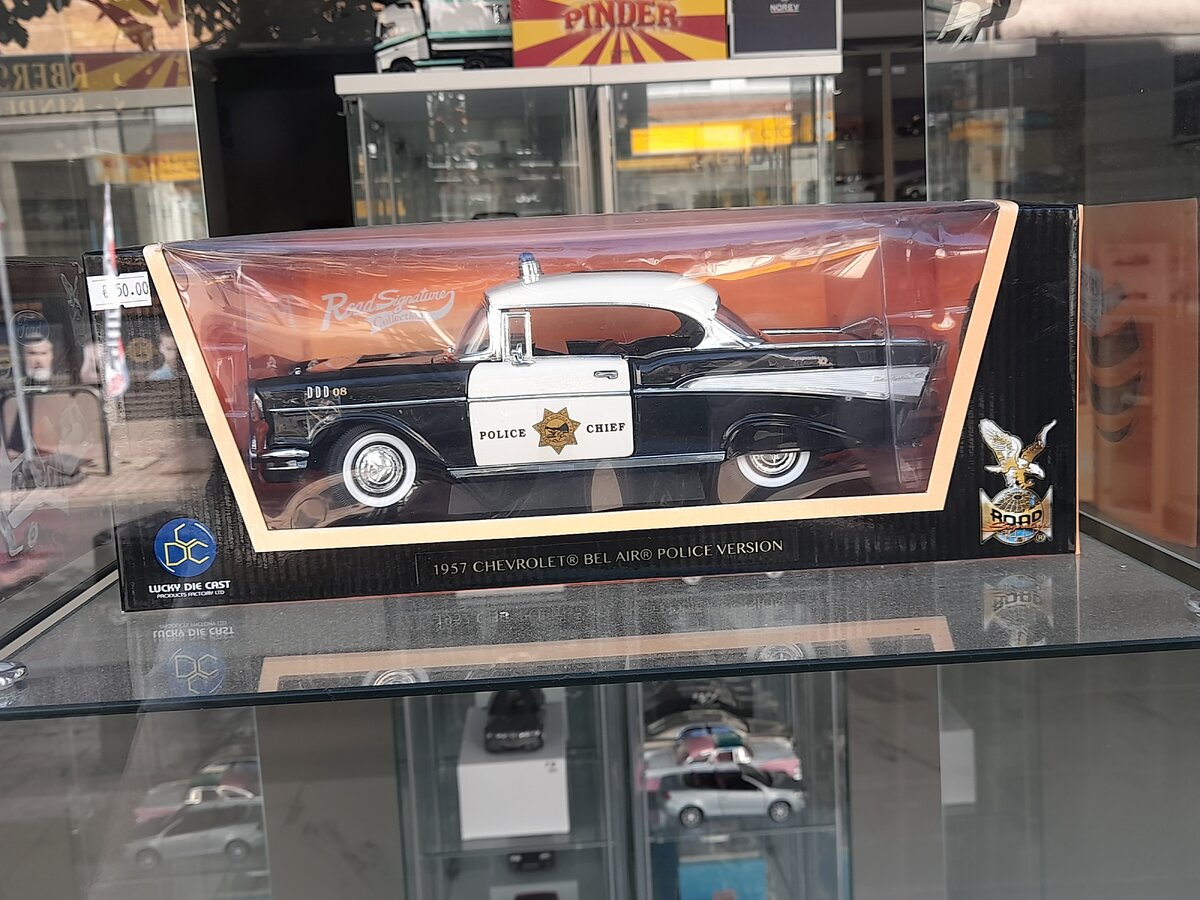 PINDER
NOREV
€ 50.00
Road Signature
Collection
DDD 08
POLICE CHIEF
LDC
LUCKY DIE CAST
PRODUCTS FACTORY LTD
1957 CHEVROLET® BEL AIR® POLICE VERSION
ROAD
®